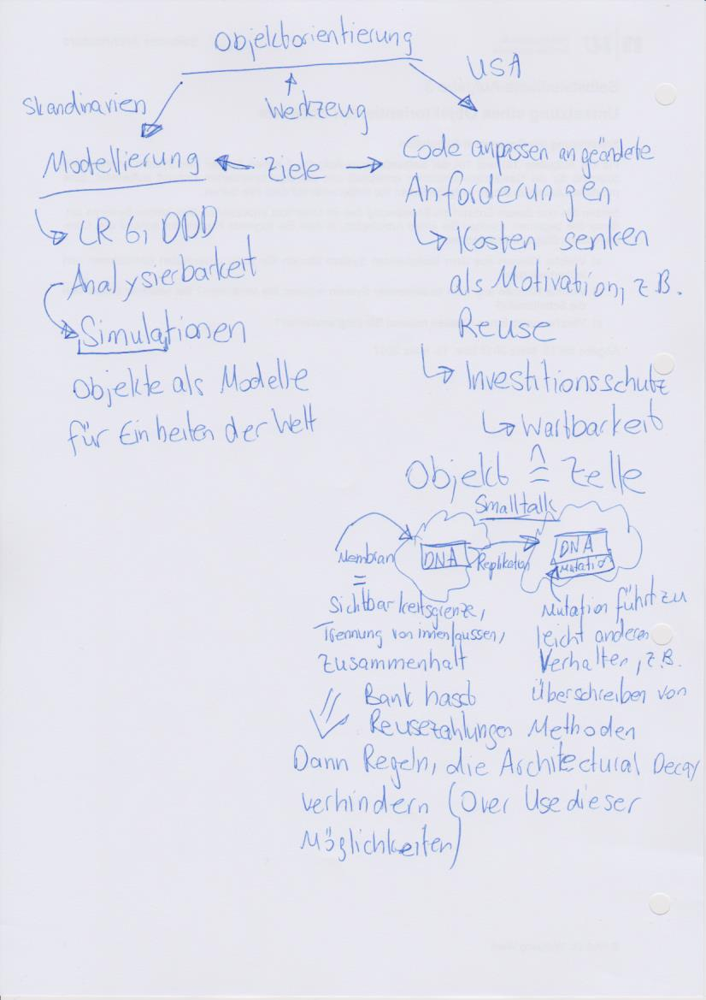 Objektorientierung
Skandinavien
Werkzeug
USA
Modellierung
Ziele
Code anpassen an geänderte
Anforderungen
Kosten senken
als Motivation, z.B.
Reuse
Investitionsschutz
Wartbarkeit
DDD
Analysierbarkeit
Simulationen
Objekte als Modelle
für Einheiten der Welt
Objekt ≙ Zelle
Smalltalk
Membran
DNA
Replikation
DNA
Mutation
=
Sichtbarkeitsgrenze,
Trennung von innen/aussen,
Zusammenhalt
Mutation führt zu
leicht anderem
Verhalten, z.B.
Überschreiben von
Methoden
Bank hasst
Reusezahlungen
Dann Regeln, die Architectural Decay
verhindern (Over Use dieser
Möglichkeiten)